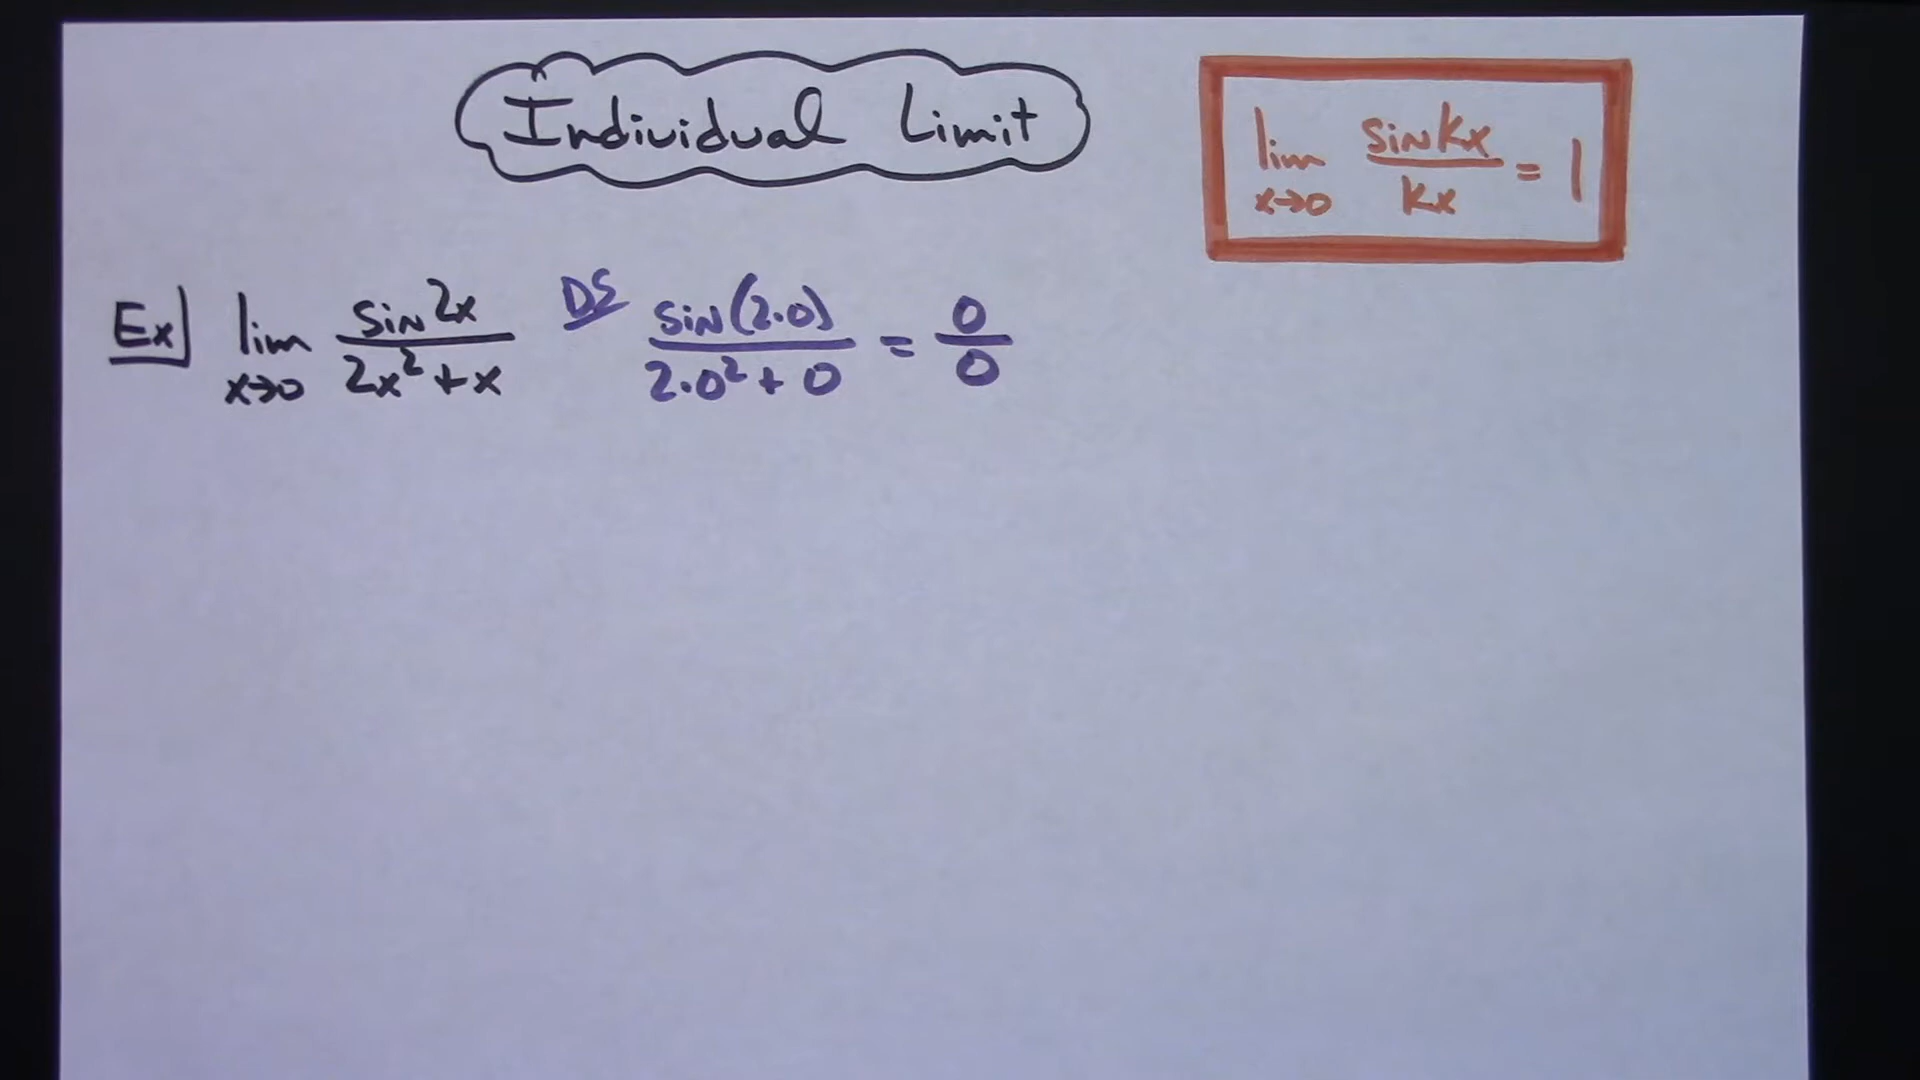 Individual Limit
lim x→0 sin kx / kx = 1
Ex] lim x→0 sin 2x / 2x² + x DS sin(2·0) / 2·0² + 0 = 0 / 0